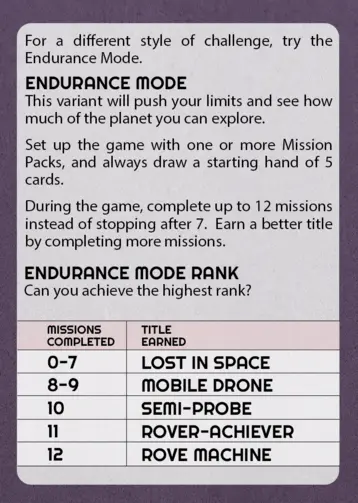 For a different style of challenge, try the
Endurance Mode.
ENDURANCE MODE
This variant will push your limits and see how
much of the planet you can explore.
Set up the game with one or more Mission
Packs, and always draw a starting hand of 5
cards.
During the game, complete up to 12 missions
instead of stopping after 7. Earn a better title
by completing more missions.
ENDURANCE MODE RANK
Can you achieve the highest rank?
MISSIONS COMPLETED TITLE EARNED
0-7 LOST IN SPACE
8-9 MOBILE DRONE
10 SEMI-PROBE
11 ROVER-ACHIEVER
12 ROVE MACHINE